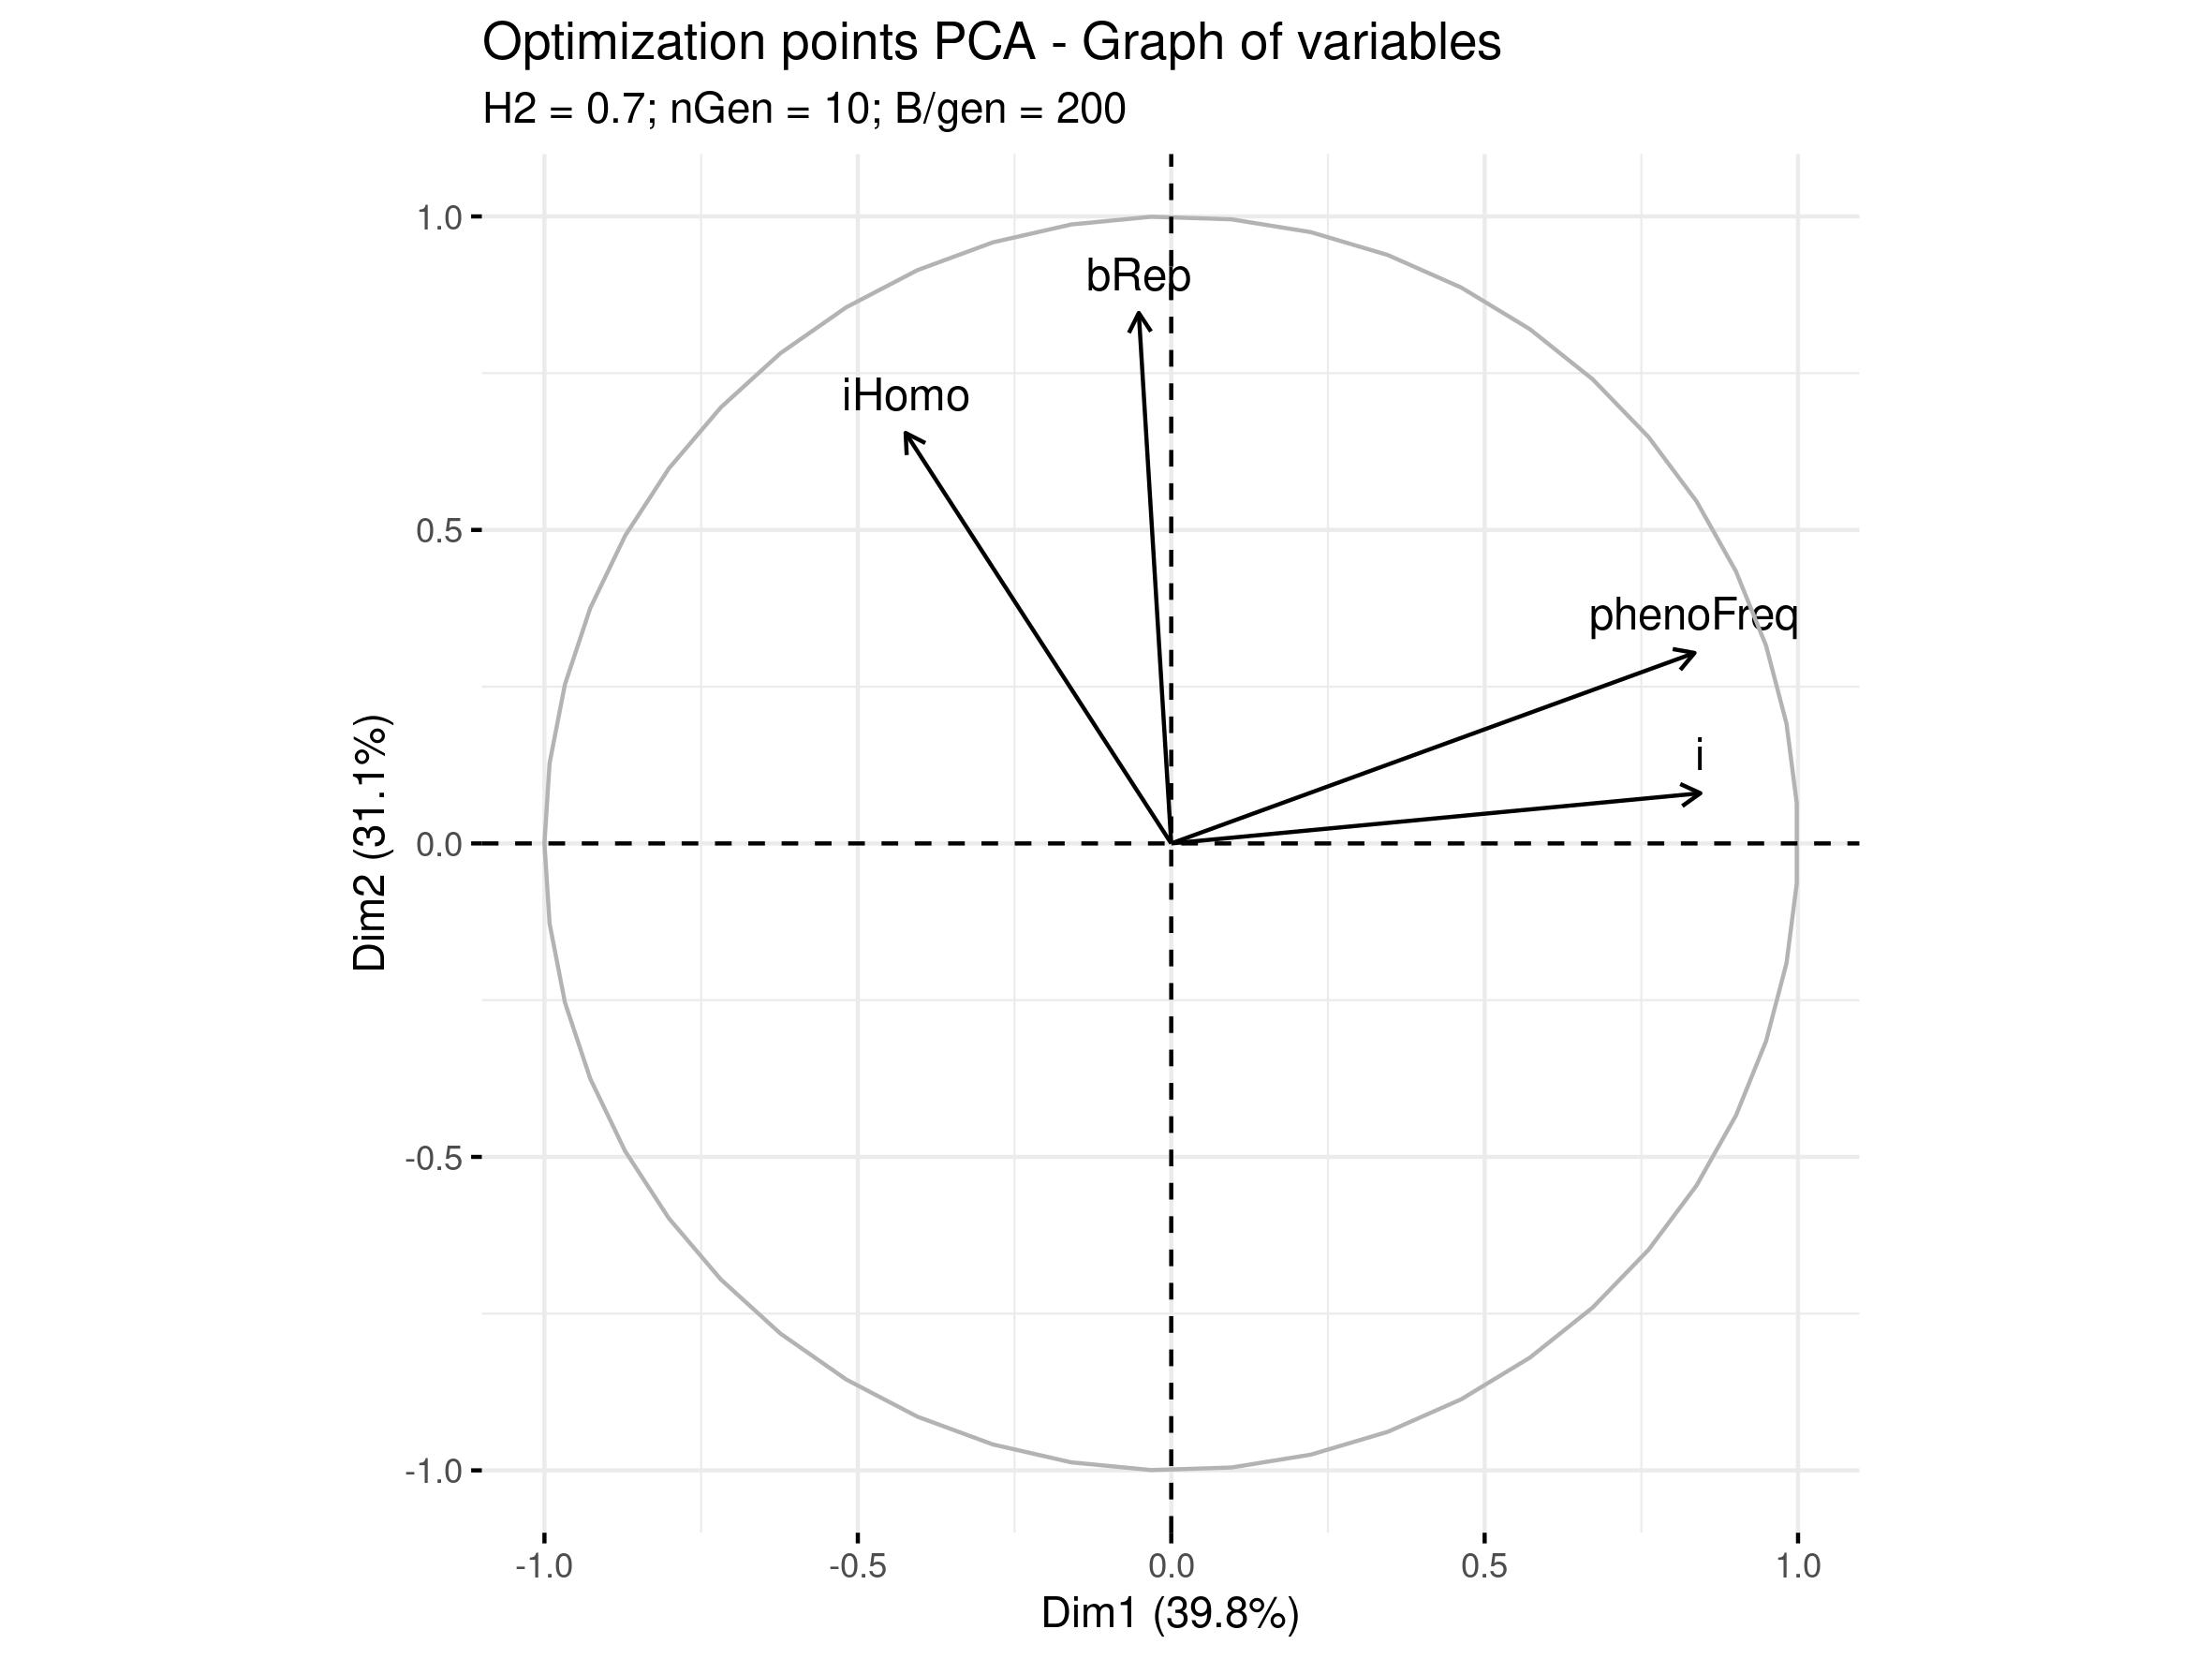 Optimization points PCA - Graph of variables
H2 = 0.7; nGen = 10; B/gen = 200
1.0
bRep
iHomo
0.5
phenoFreq
i
Dim2 (31.1%)
0.0
-0.5
-1.0
-1.0
-0.5
0.0
0.5
1.0
Dim1 (39.8%)